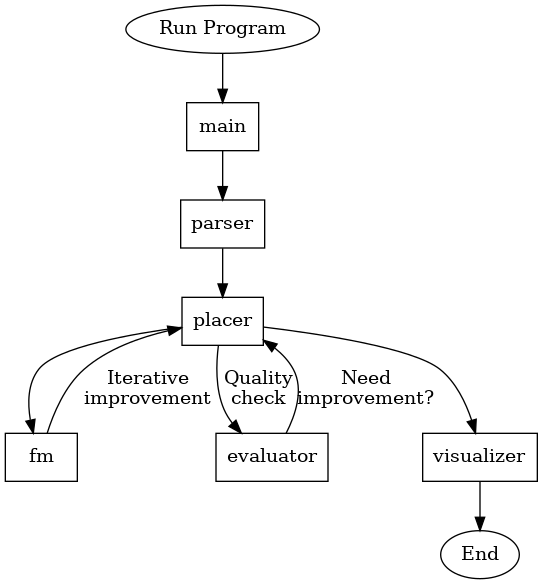 Run Program
main
parser
placer
Iterative
improvement
Quality
check
Need
improvement?
fm
evaluator
visualizer
End